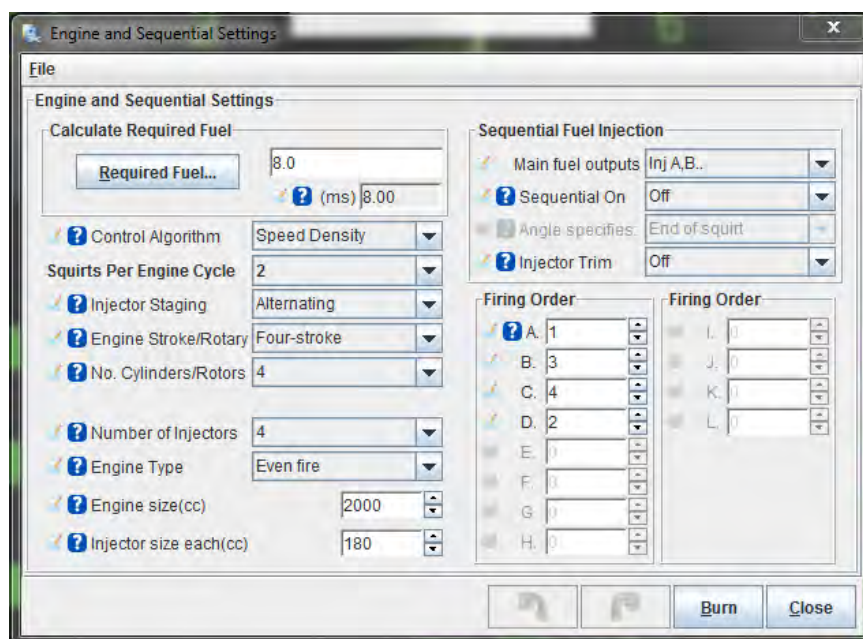 Engine and Sequential Settings
x
File
Engine and Sequential Settings
Calculate Required Fuel
Required Fuel...
8.0
? (ms) 8.00
? Control Algorithm Speed Density
Squirts Per Engine Cycle 2
? Injector Staging Alternating
? Engine Stroke/Rotary Four-stroke
? No. Cylinders/Rotors 4
? Number of Injectors 4
? Engine Type Even fire
? Engine size(cc) 2000
? Injector size each(cc) 180
Sequential Fuel Injection
Main fuel outputs Inj A,B..
? Sequential On Off
? Angle specifies: End of squirt
? Injector Trim Off
Firing Order
? A. 1
B. 3
C. 4
D. 2
E. 0
F. 0
G 0
H. 0
Firing Order
I. 0
J. 0
K. 0
L. 0
Burn
Close